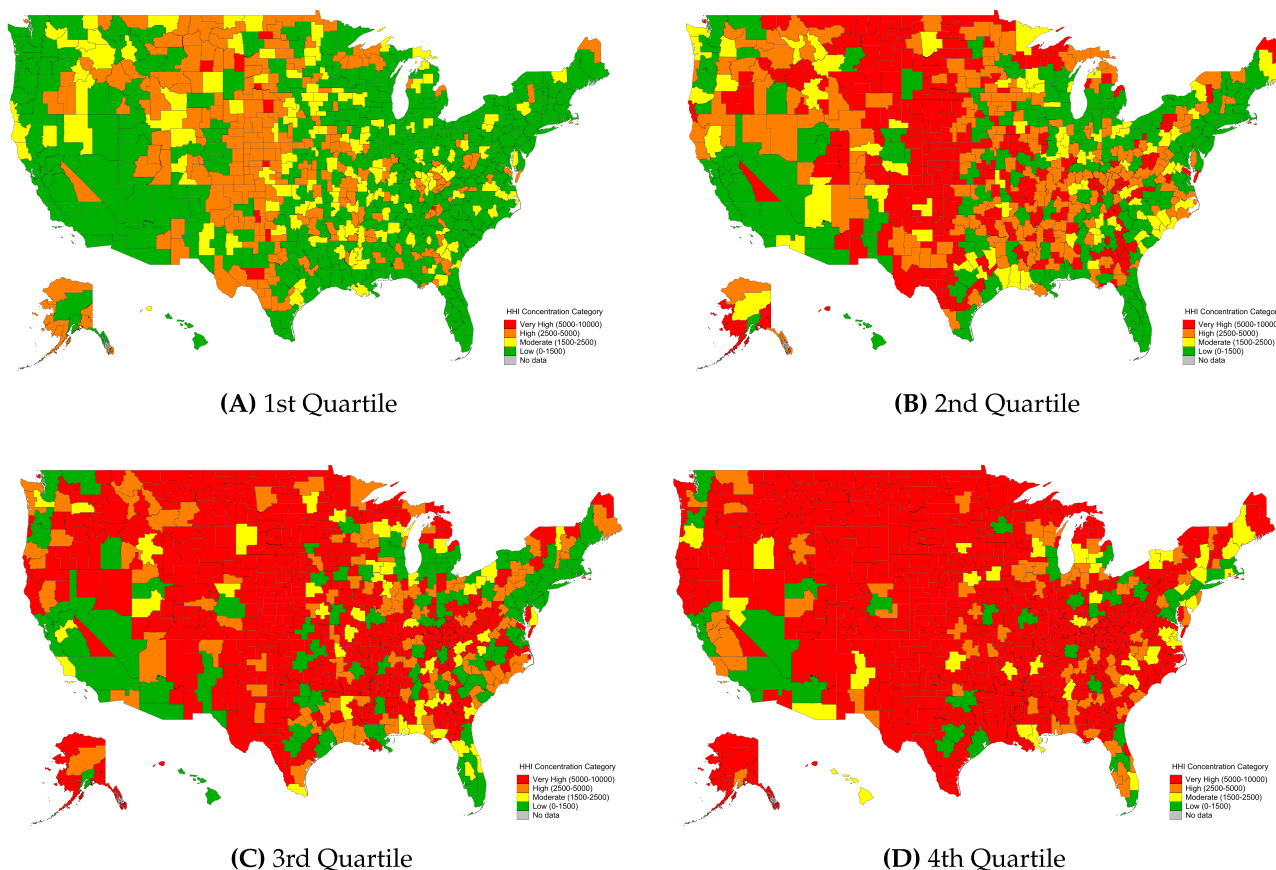 HHI Concentration Category
Very High (5000-10000)
High (2500-5000)
Moderate (1500-2500)
Low (0-1500)
No data
(A) 1st Quartile
HHI Concentration Category
Very High (5000-10000
High (2500-5000)
Moderate (1500-2500)
Low (0-1500)
No data
(B) 2nd Quartile
HHI Concentration Category
Very High (5000-10000)
High (2500-5000)
Moderate (1500-2500)
Low (0-1500)
No data
(C) 3rd Quartile
HHI Concentration Category
Very High (5000-10000)
High (2500-5000)
Moderate (1500-2500)
Low (0-1500)
No data
(D) 4th Quartile